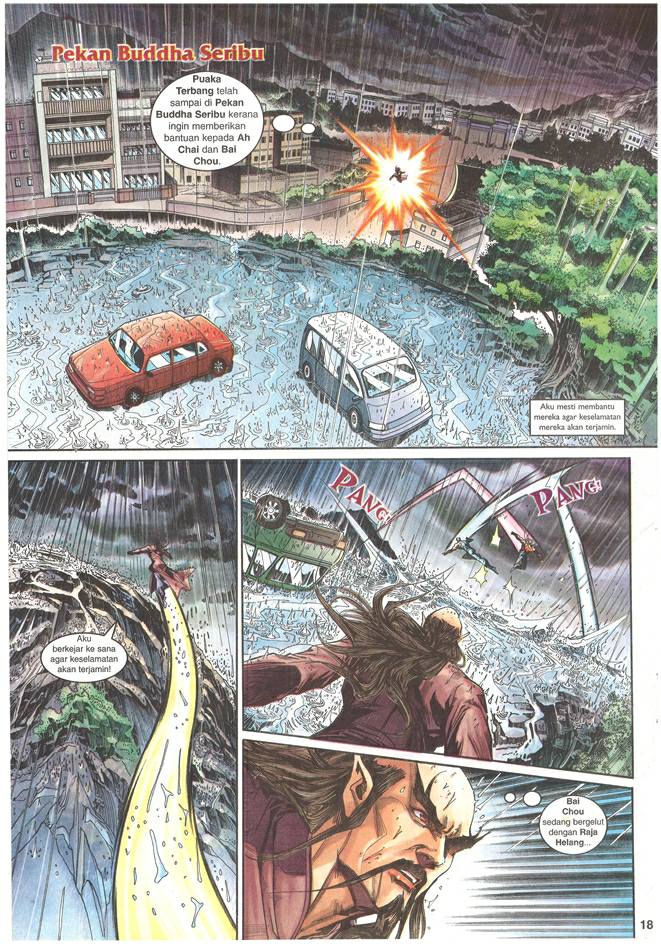 Pekan Buddha Seribu
Puaka
Terbang telah
sampai di Pekan
Buddha Seribu kerana
ingin memberikan
bantuan kepada Ah
Chai dan Bai
Chou.
Aku mesti membantu
mereka agar keselamatan
mereka akan terjamin.
Aku
berkejar ke sana
agar keselamatan
akan terjamin!
PANG!
PANG!
Bai
Chou
sedang bergelut
dengan Raja
Helang...
18